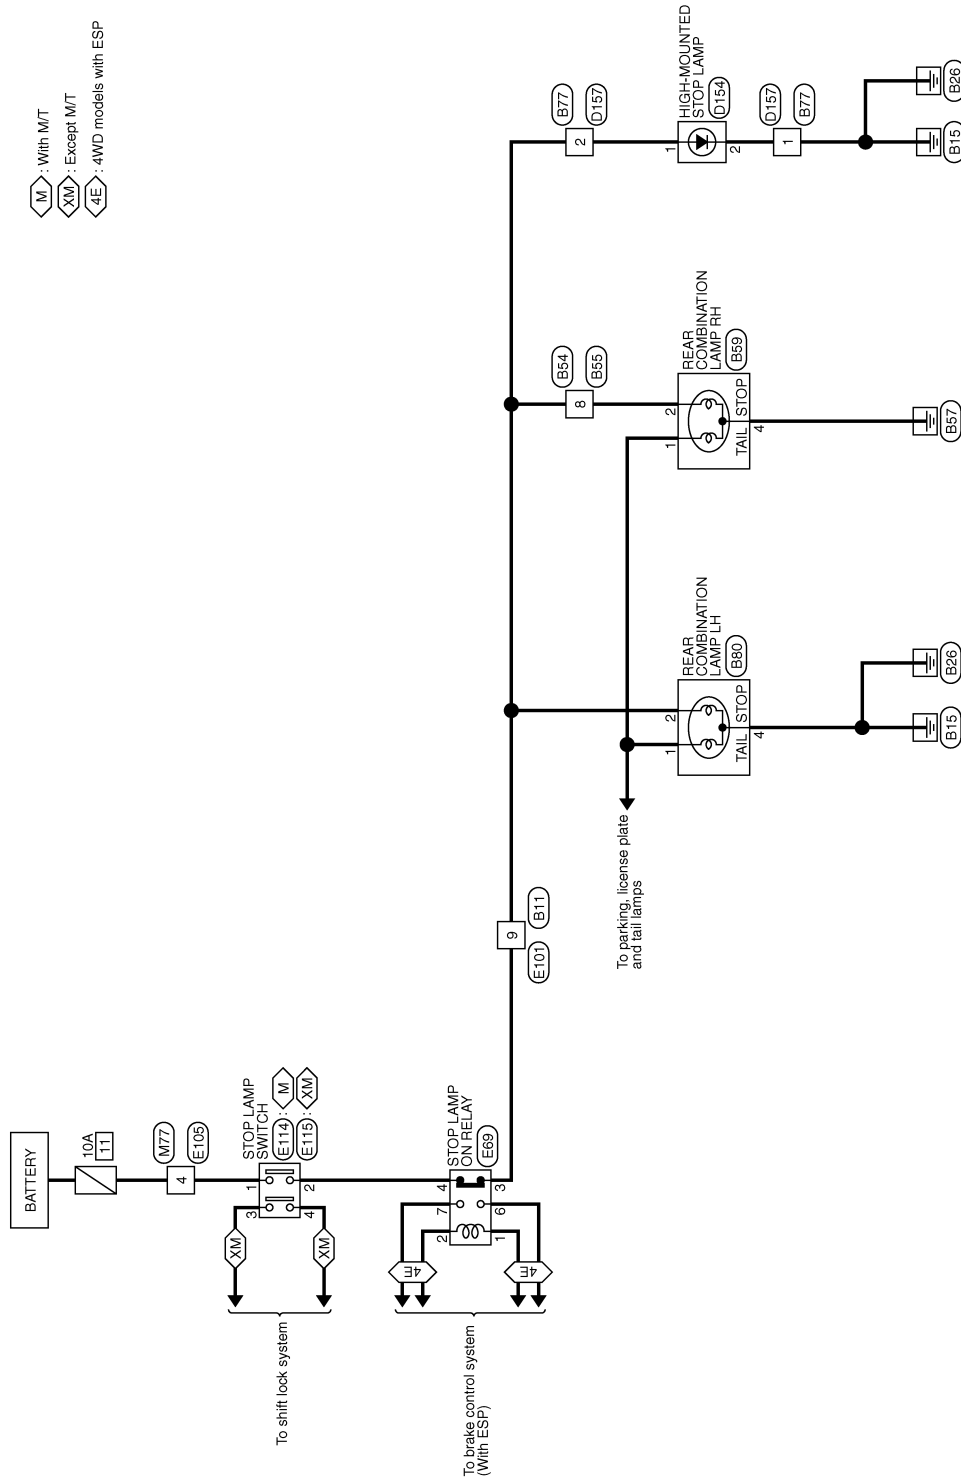 M : With M/T
XM : Except M/T
4E : 4WD models with ESP
BATTERY
10A
11
M77
4
E105
STOP LAMP
SWITCH
E114 : M
E115 : XM
1
3
2
4
XM
XM
To shift lock system
STOP LAMP
ON RELAY
E69
4
7
2
3
6
1
4E
4E
To brake control system
(With ESP)
9
E101
B11
To parking, license plate
and tail lamps
REAR
COMBINATION
LAMP LH
B80
1
2
TAIL
STOP
4
B15
B26
B54
8
B55
REAR
COMBINATION
LAMP RH
B59
1
2
TAIL
STOP
4
B57
B77
2
D157
HIGH-MOUNTED
STOP LAMP
D154
1
2
D157
1
B77
B15
B26